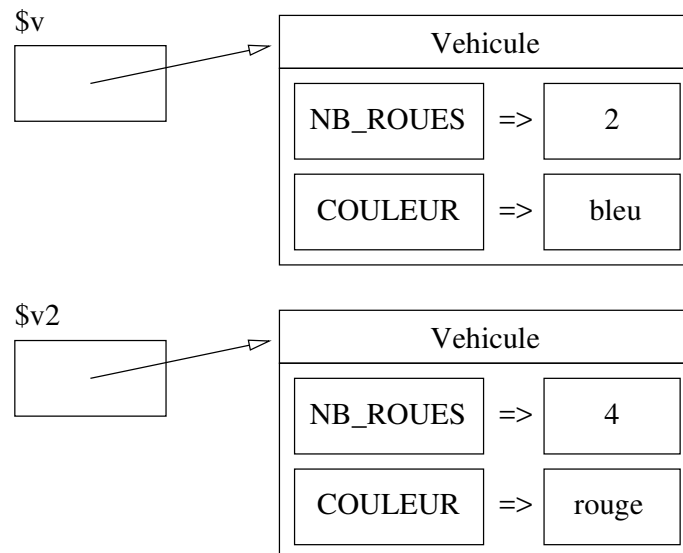 $v
Vehicule
NB_ROUES => 2
COULEUR => bleu
$v2
Vehicule
NB_ROUES => 4
COULEUR => rouge